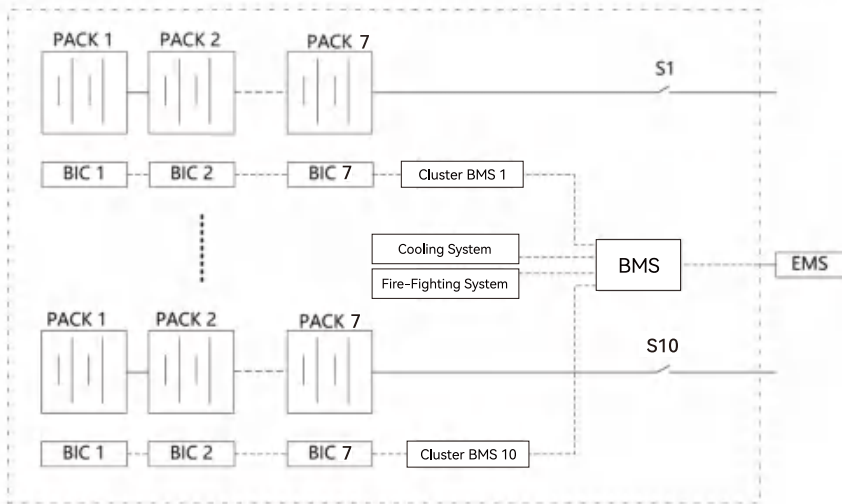 PACK 1 PACK 2 PACK 7
S1
BIC 1 BIC 2 BIC 7 Cluster BMS 1
Cooling System
BMS EMS
Fire-Fighting System
PACK 1 PACK 2 PACK 7
S10
BIC 1 BIC 2 BIC 7 Cluster BMS 10